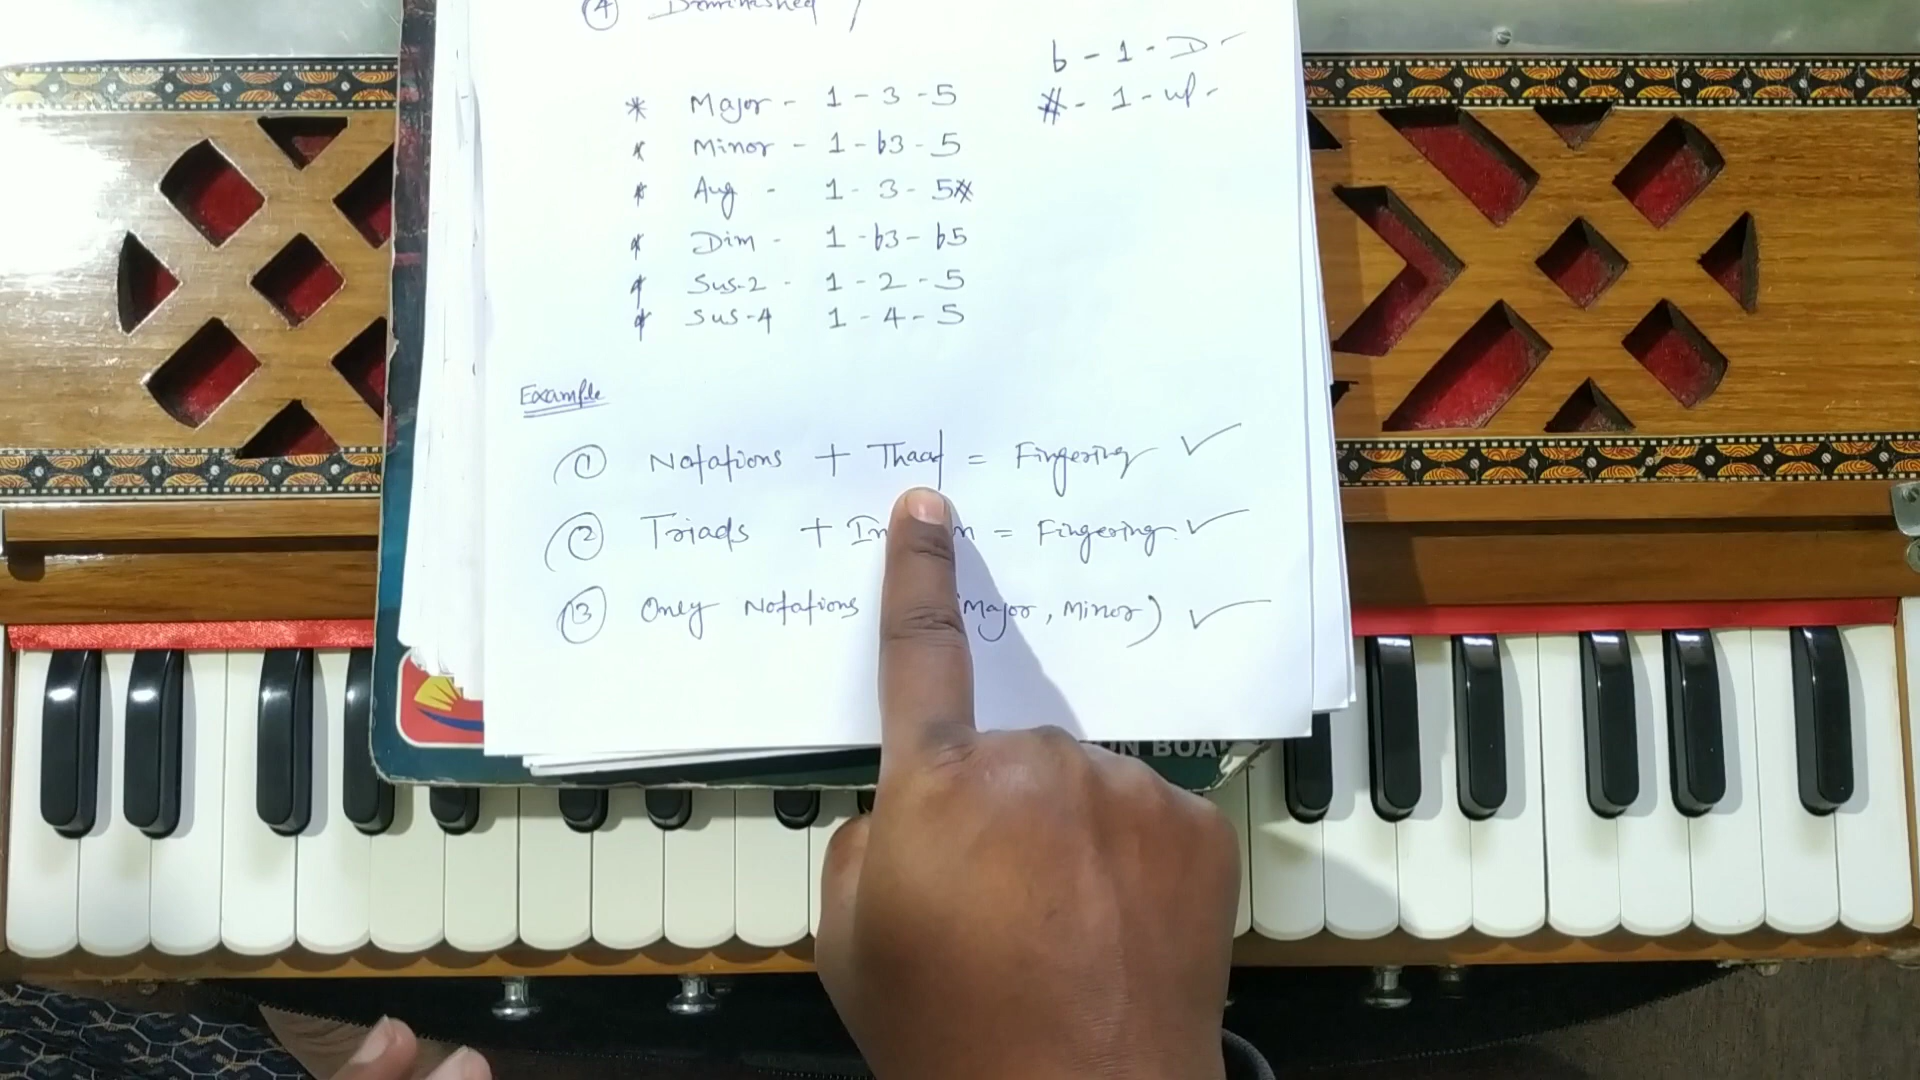 ④ Diminished
b - 1 - D -
# - 1 - up -
* Major - 1 - 3 - 5
* Minor - 1 - b3 - 5
* Aug - 1 - 3 - 5#
* Dim - 1 - b3 - b5
* Sus-2 - 1 - 2 - 5
* Sus-4 1 - 4 - 5
Example
① Notations + Thaat = Fingering ✓
② Triads + = Fingering. ✓
③ Only Notations Major, Minor) ✓